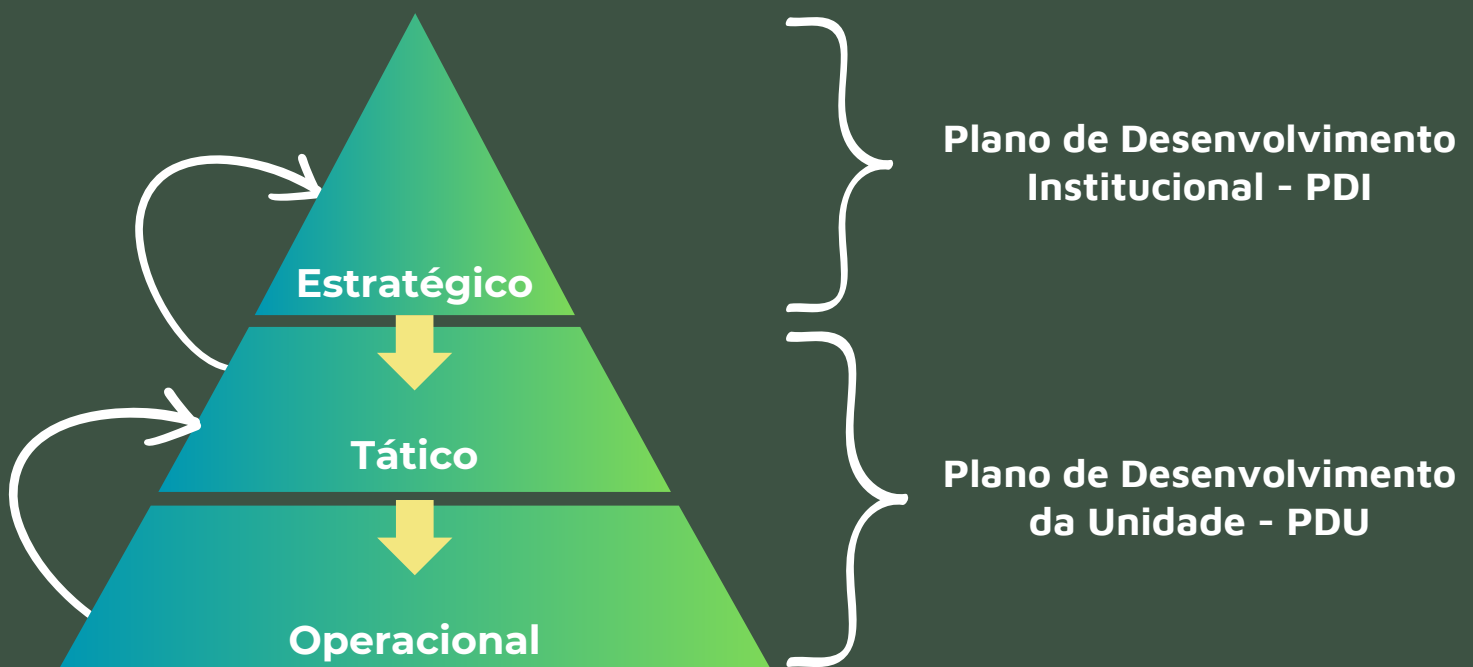 Plano de Desenvolvimento
Institucional - PDI
Estratégico
Tático
Plano de Desenvolvimento
da Unidade - PDU
Operacional